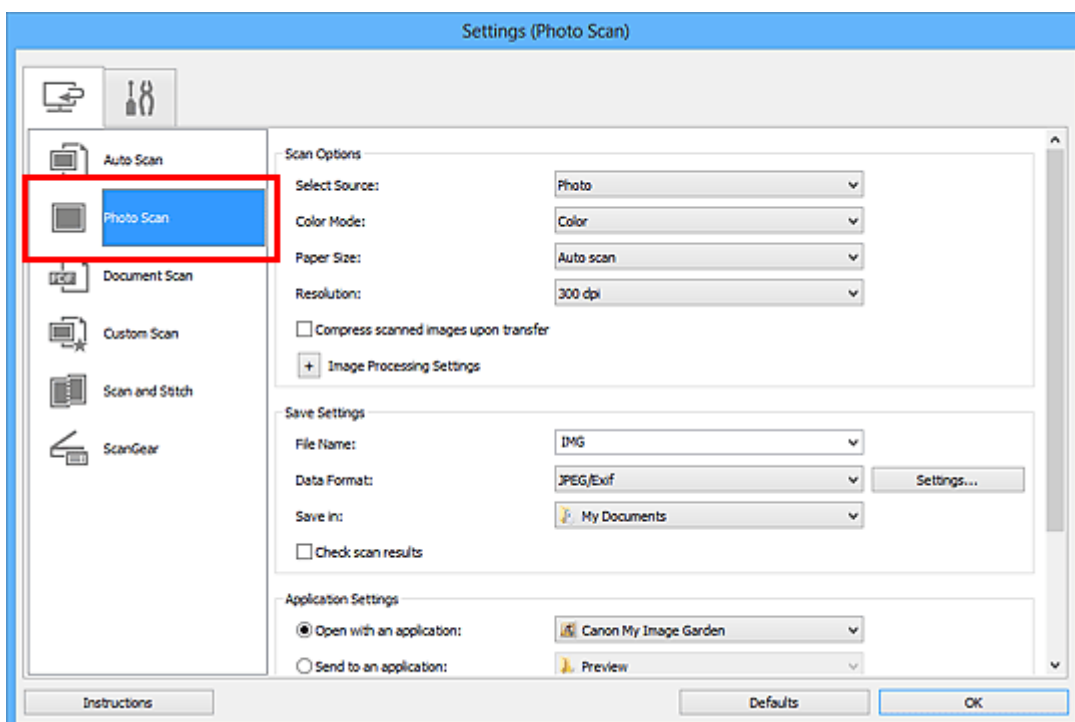 Settings (Photo Scan)
Auto Scan
Photo Scan
Document Scan
Custom Scan
Scan and Stitch
ScanGear
Scan Options
Select Source: Photo
Color Mode: Color
Paper Size: Auto scan
Resolution: 300 dpi
Compress scanned images upon transfer
+ Image Processing Settings
Save Settings
File Name: IMG
Data Format: JPEG/Exif Settings...
Save in: My Documents
Check scan results
Application Settings
Open with an application: Canon My Image Garden
Send to an application: Preview
Instructions Defaults OK